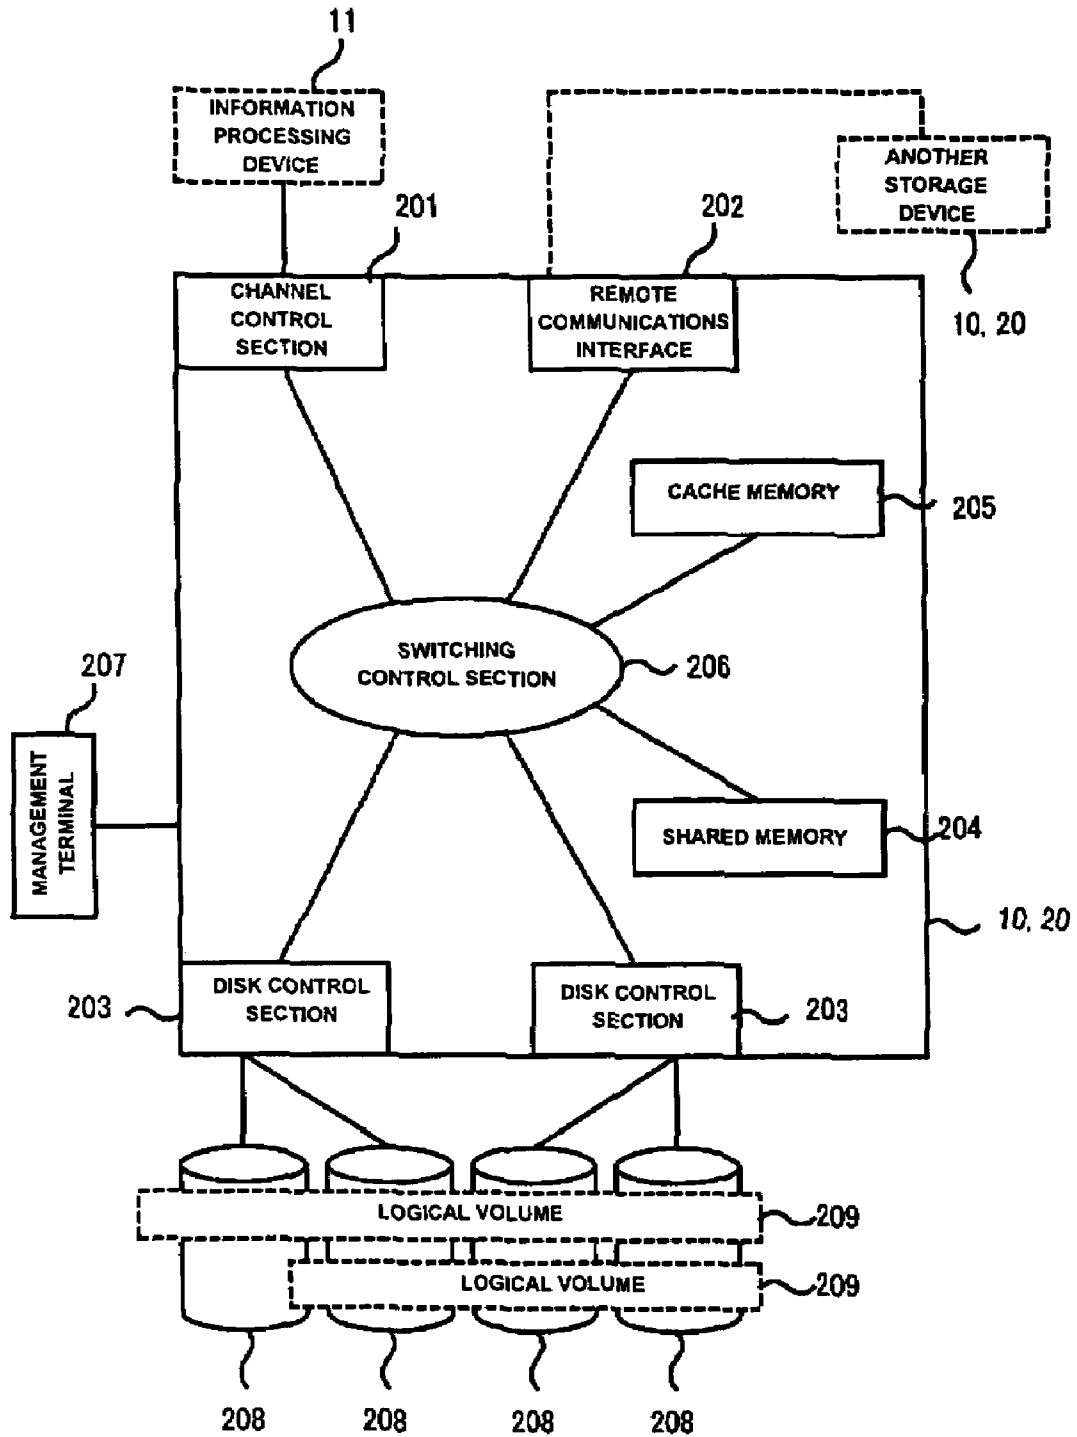 11
INFORMATION
PROCESSING
DEVICE
ANOTHER
STORAGE
DEVICE
10, 20
201
202
CHANNEL
CONTROL
SECTION
REMOTE
COMMUNICATIONS
INTERFACE
CACHE MEMORY
205
SWITCHING
CONTROL SECTION
206
207
MANAGEMENT
TERMINAL
SHARED MEMORY
204
10, 20
DISK CONTROL
SECTION
203
DISK CONTROL
SECTION
203
LOGICAL VOLUME
209
LOGICAL VOLUME
209
208
208
208
208